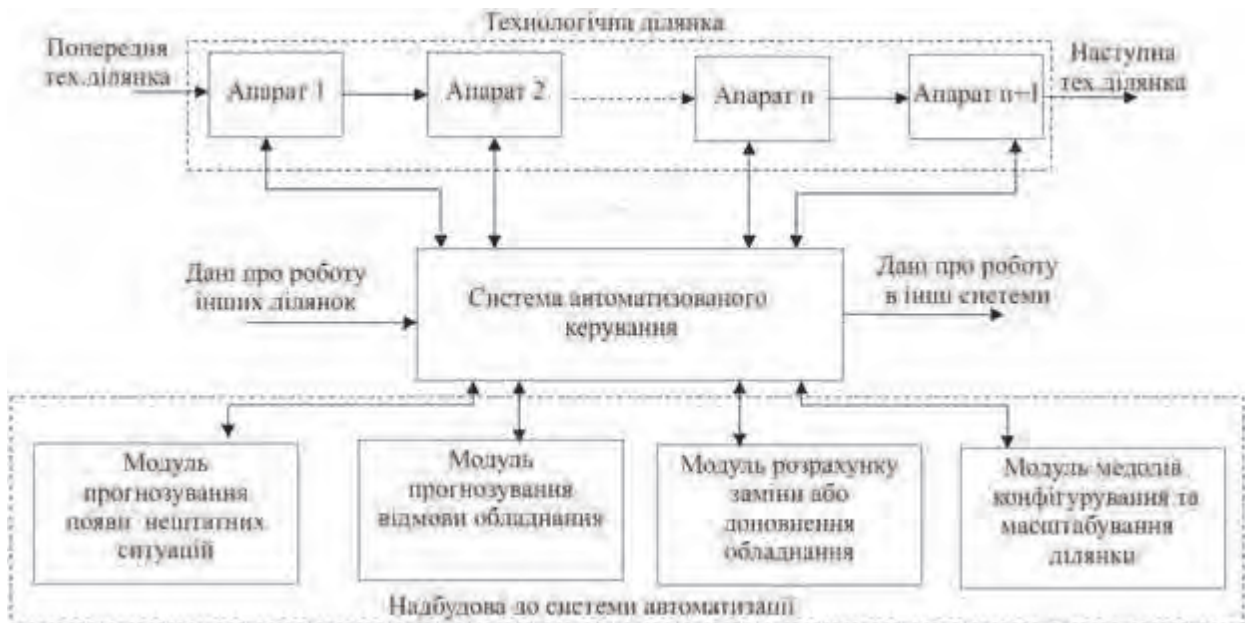 Технологічна ділянка
Попередня
тех.ділянка
Апарат 1
Апарат 2
Апарат n
Апарат n+1
Наступна
тех.ділянка
Дані про роботу
інших ділянок
Система автоматизованого
керування
Дані про роботу
в інші системи
Модуль
прогнозування
появи нештатних
ситуацій
Модуль
прогнозування
відмови обладнання
Модуль розрахунку
заміни або
доповнення
обладнання
Модуль медолів
конфігурування та
масштабування
ділянки
Надбудова до системи автоматизації